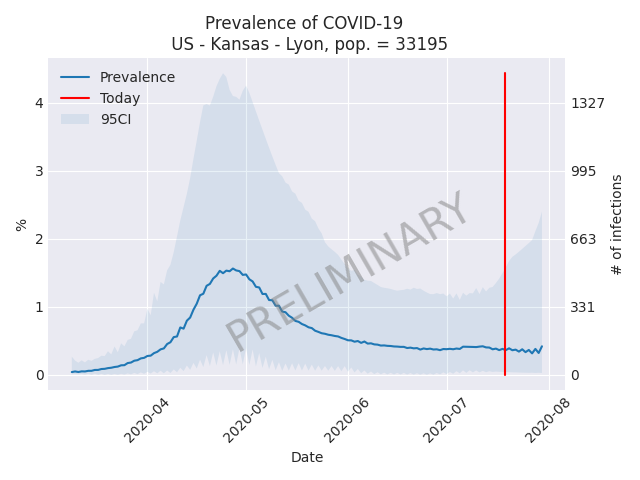 Prevalence of COVID-19
US - Kansas - Lyon, pop. = 33195
Prevalence
Today
95CI
4
3
2
1
0
%
1327
995
663
331
0
# of infections
PRELIMINARY
2020-04
2020-05
2020-06
2020-07
2020-08
Date